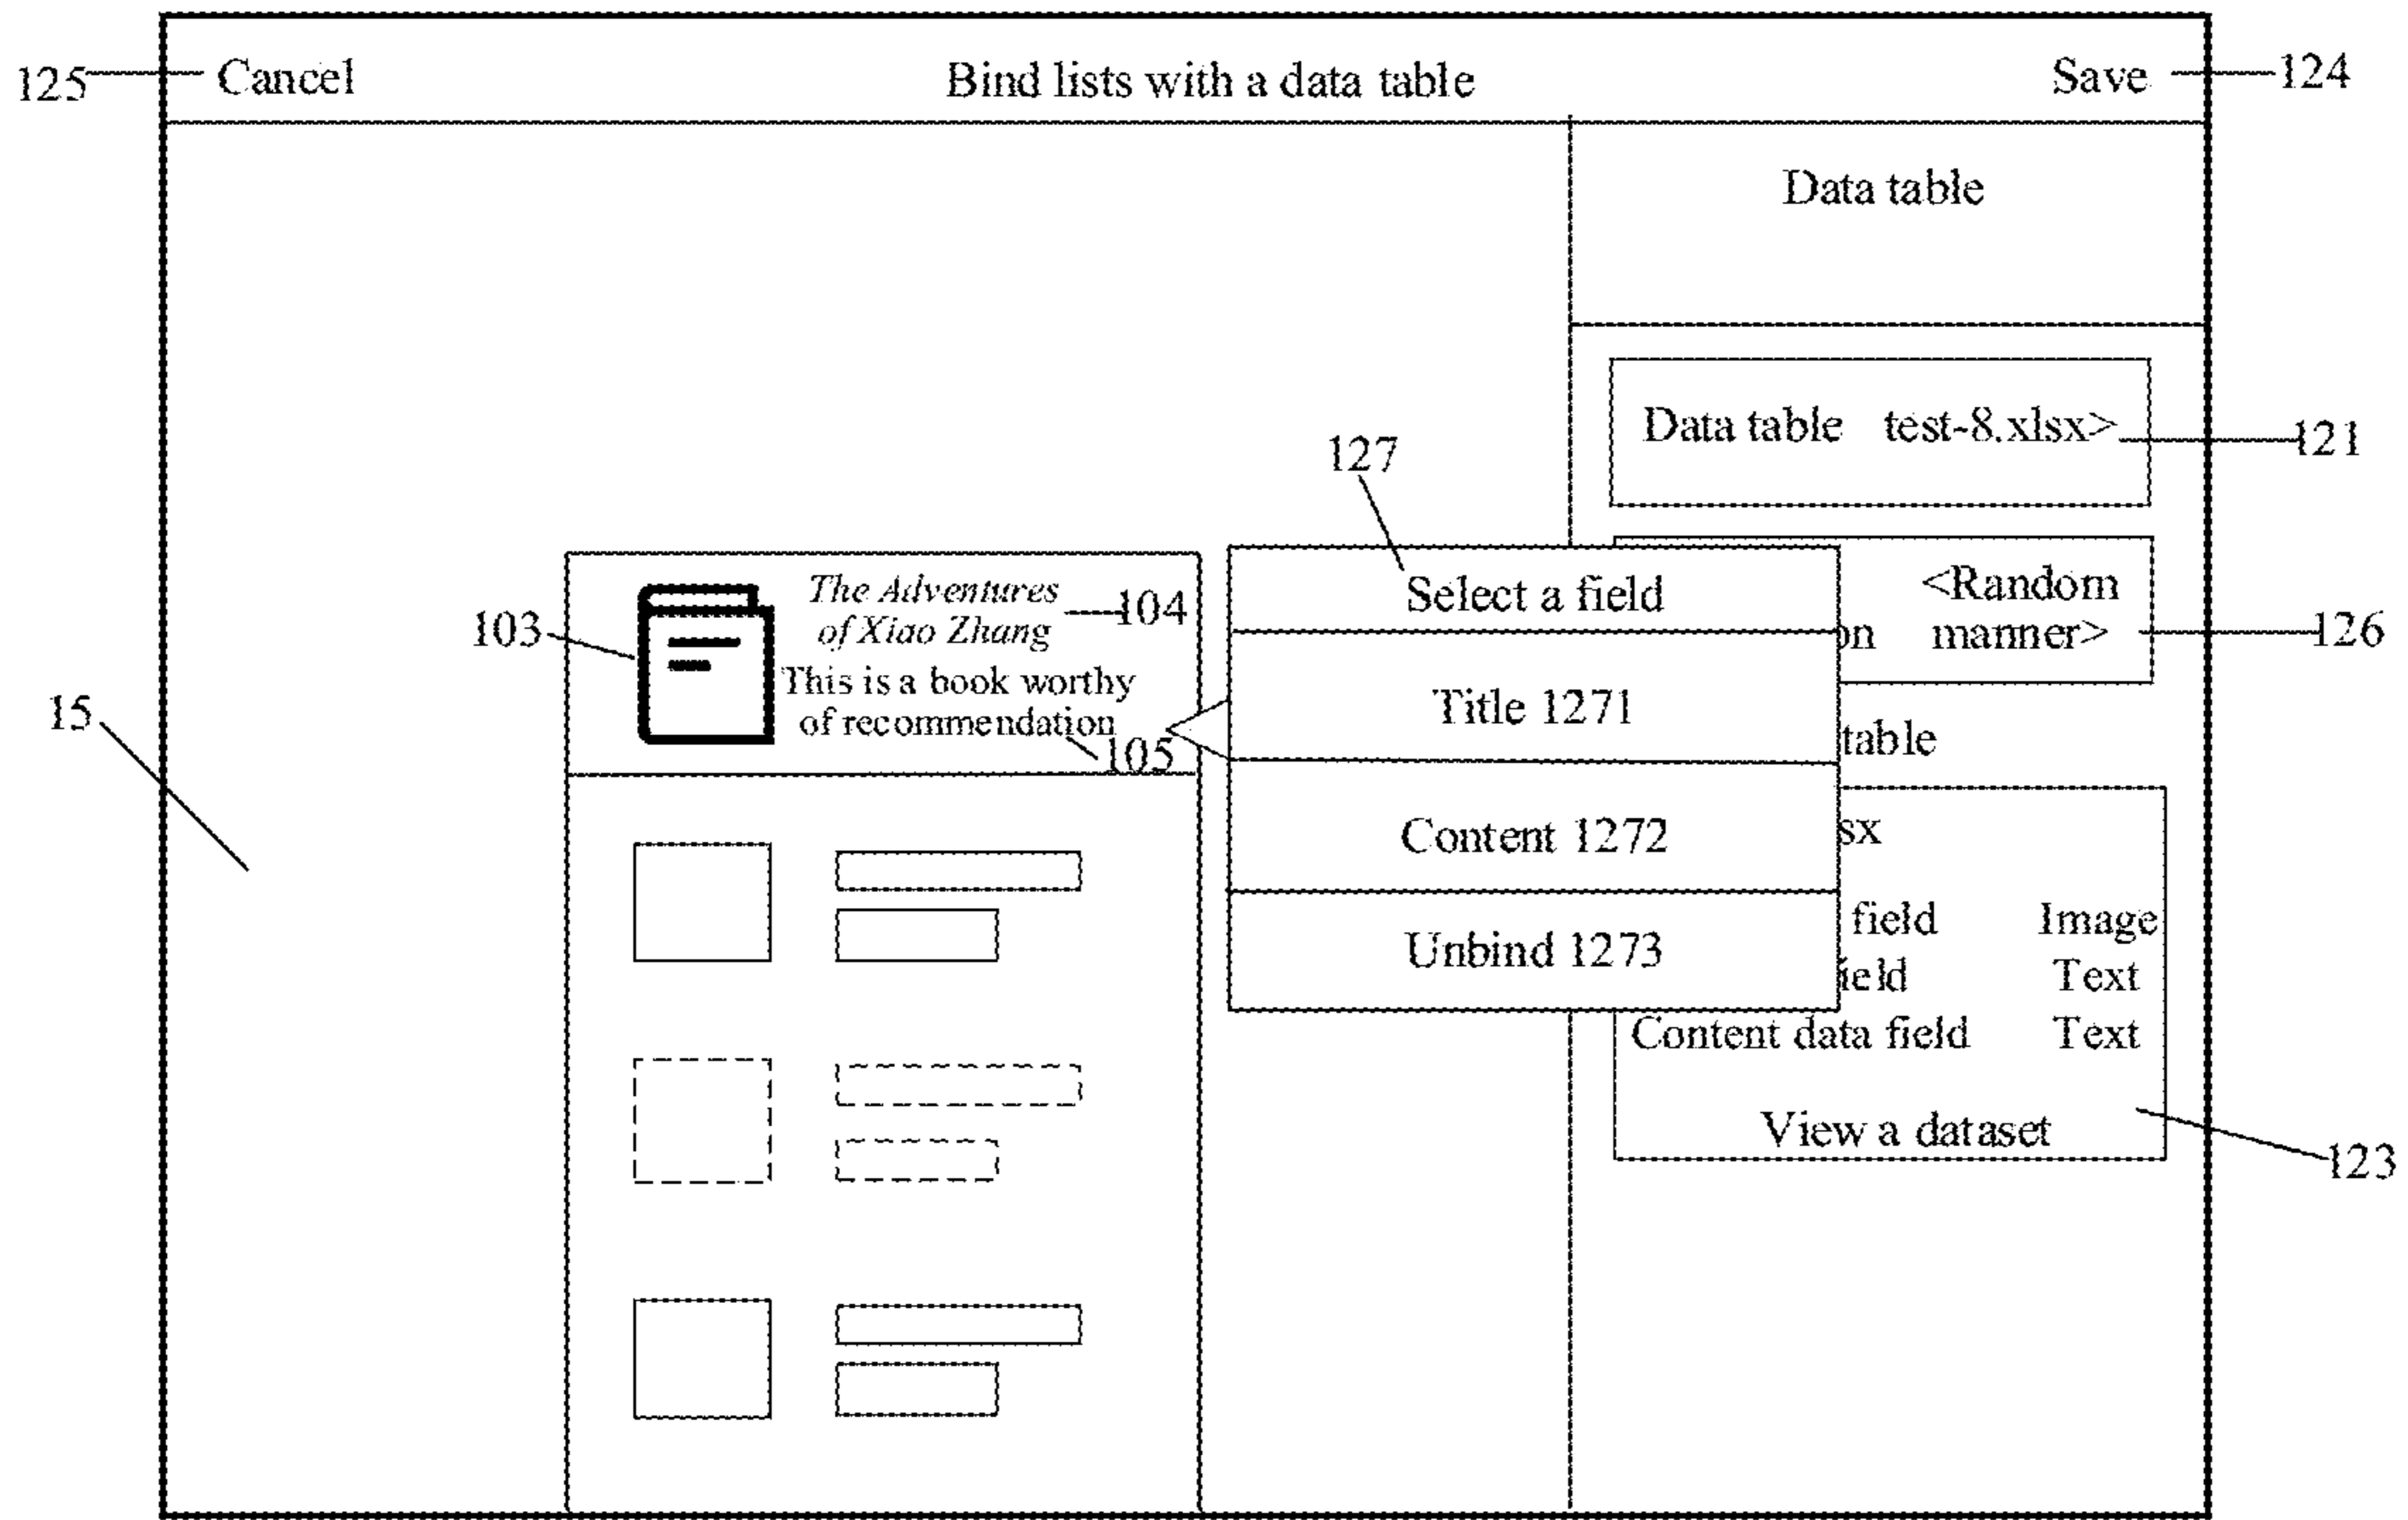 125 Cancel Bind lists with a data table Save 124
Data table
Data table test-8.xlsx> 121
127
Select a field
<Random
on manner> 126
103
The Adventures
of Xiao Zhang 104
This is a book worthy
of recommendation
105
15
Title 1271
table
Content 1272
sx
field Image
Unbind 1273
ield Text
Content data field Text
View a dataset
123